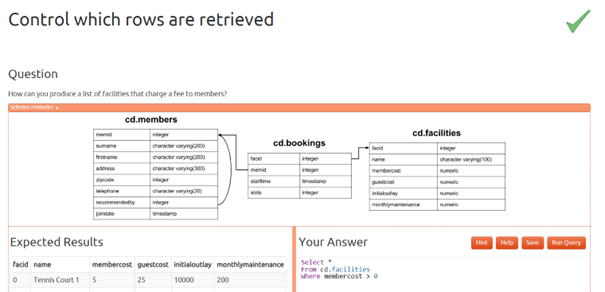 Control which rows are retrieved
Question
How can you produce a list of facilities that charge a fee to members?
Schema reminder
cd.members
memid integer
surname character varying(200)
firstname character varying(200)
address character varying(300)
zipcode integer
telephone character varying(20)
recommendedby integer
joindate timestamp
cd.bookings
facid integer
memid integer
starttime timestamp
slots integer
cd.facilities
facid integer
name character varying(100)
membercost numeric
guestcost numeric
initialoutlay numeric
monthlymaintenance numeric
Expected Results
facid name membercost guestcost initialoutlay monthlymaintenance
0 Tennis Court 1 5 25 10000 200
Your Answer
Hint Help Save Run Query
Select *
From cd.facilities
Where membercost > 0